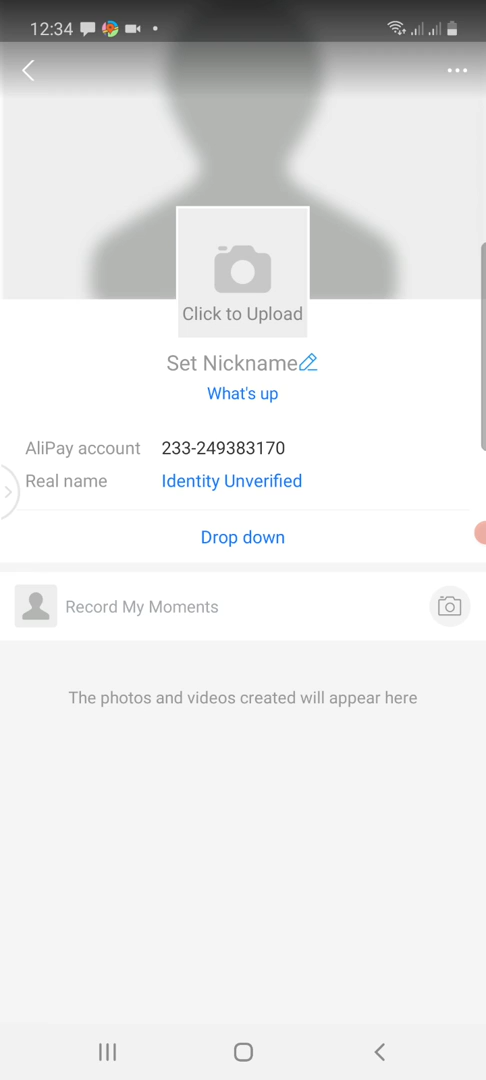 12:34
Click to Upload
Set Nickname
What's up
AliPay account 233-249383170
Real name Identity Unverified
Drop down
Record My Moments
The photos and videos created will appear here